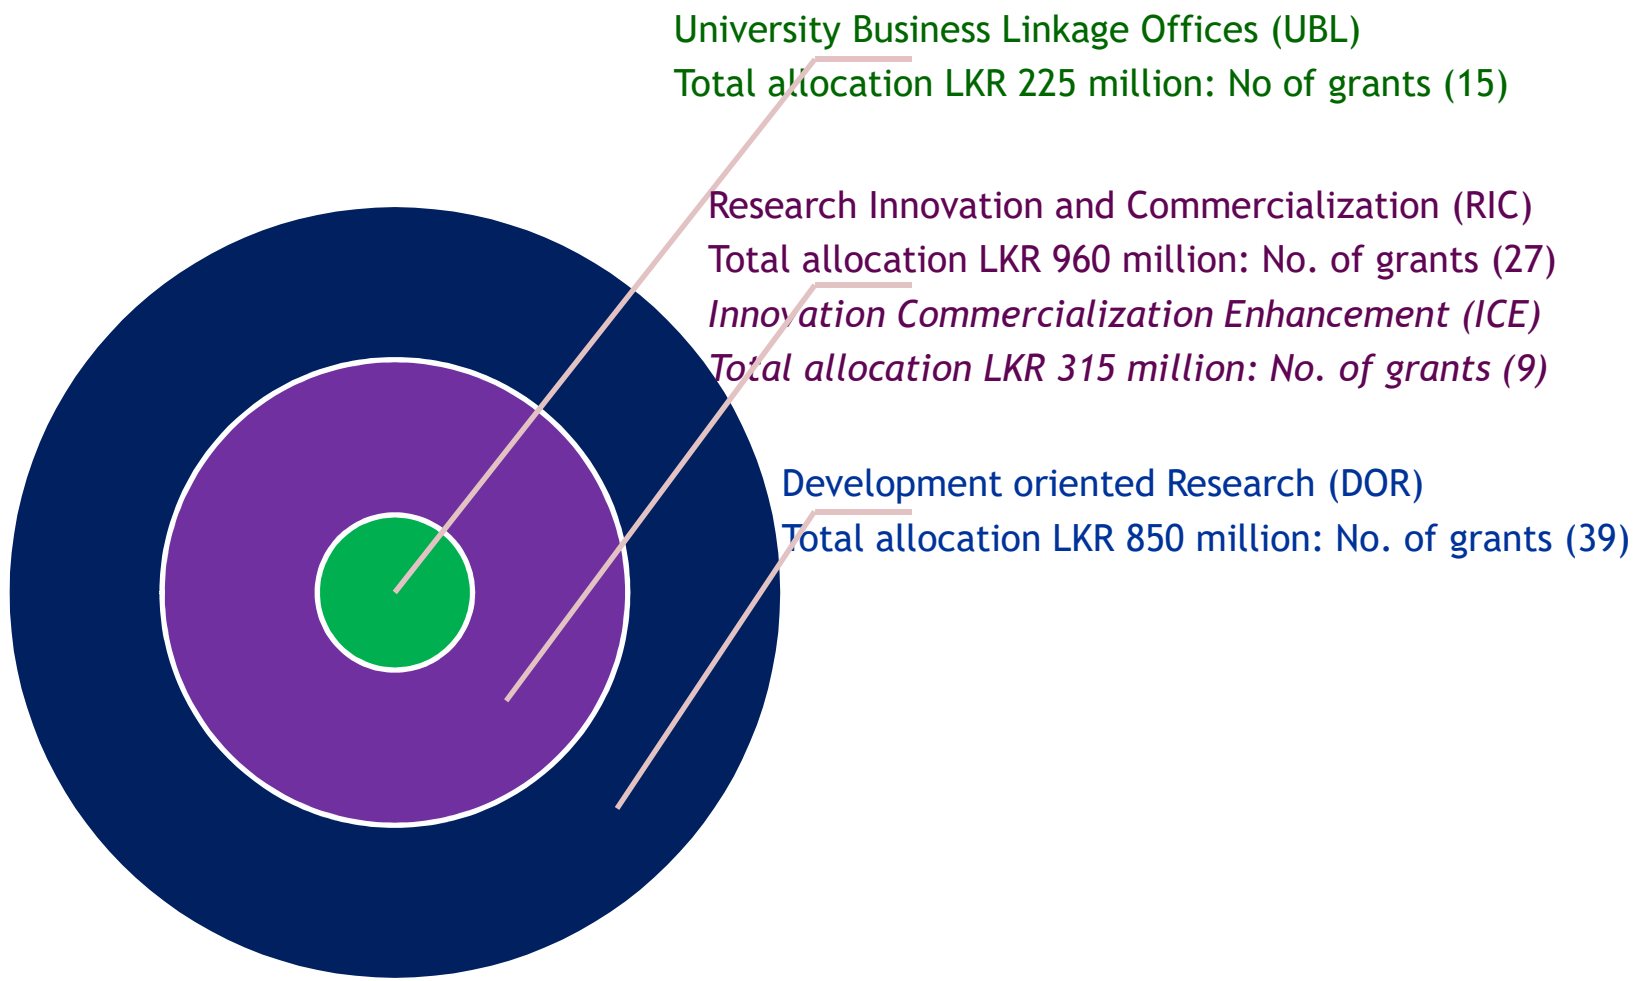 University Business Linkage Offices (UBL)
Total allocation LKR 225 million: No of grants (15)
Research Innovation and Commercialization (RIC)
Total allocation LKR 960 million: No. of grants (27)
Innovation Commercialization Enhancement (ICE)
Total allocation LKR 315 million: No. of grants (9)
Development oriented Research (DOR)
Total allocation LKR 850 million: No. of grants (39)